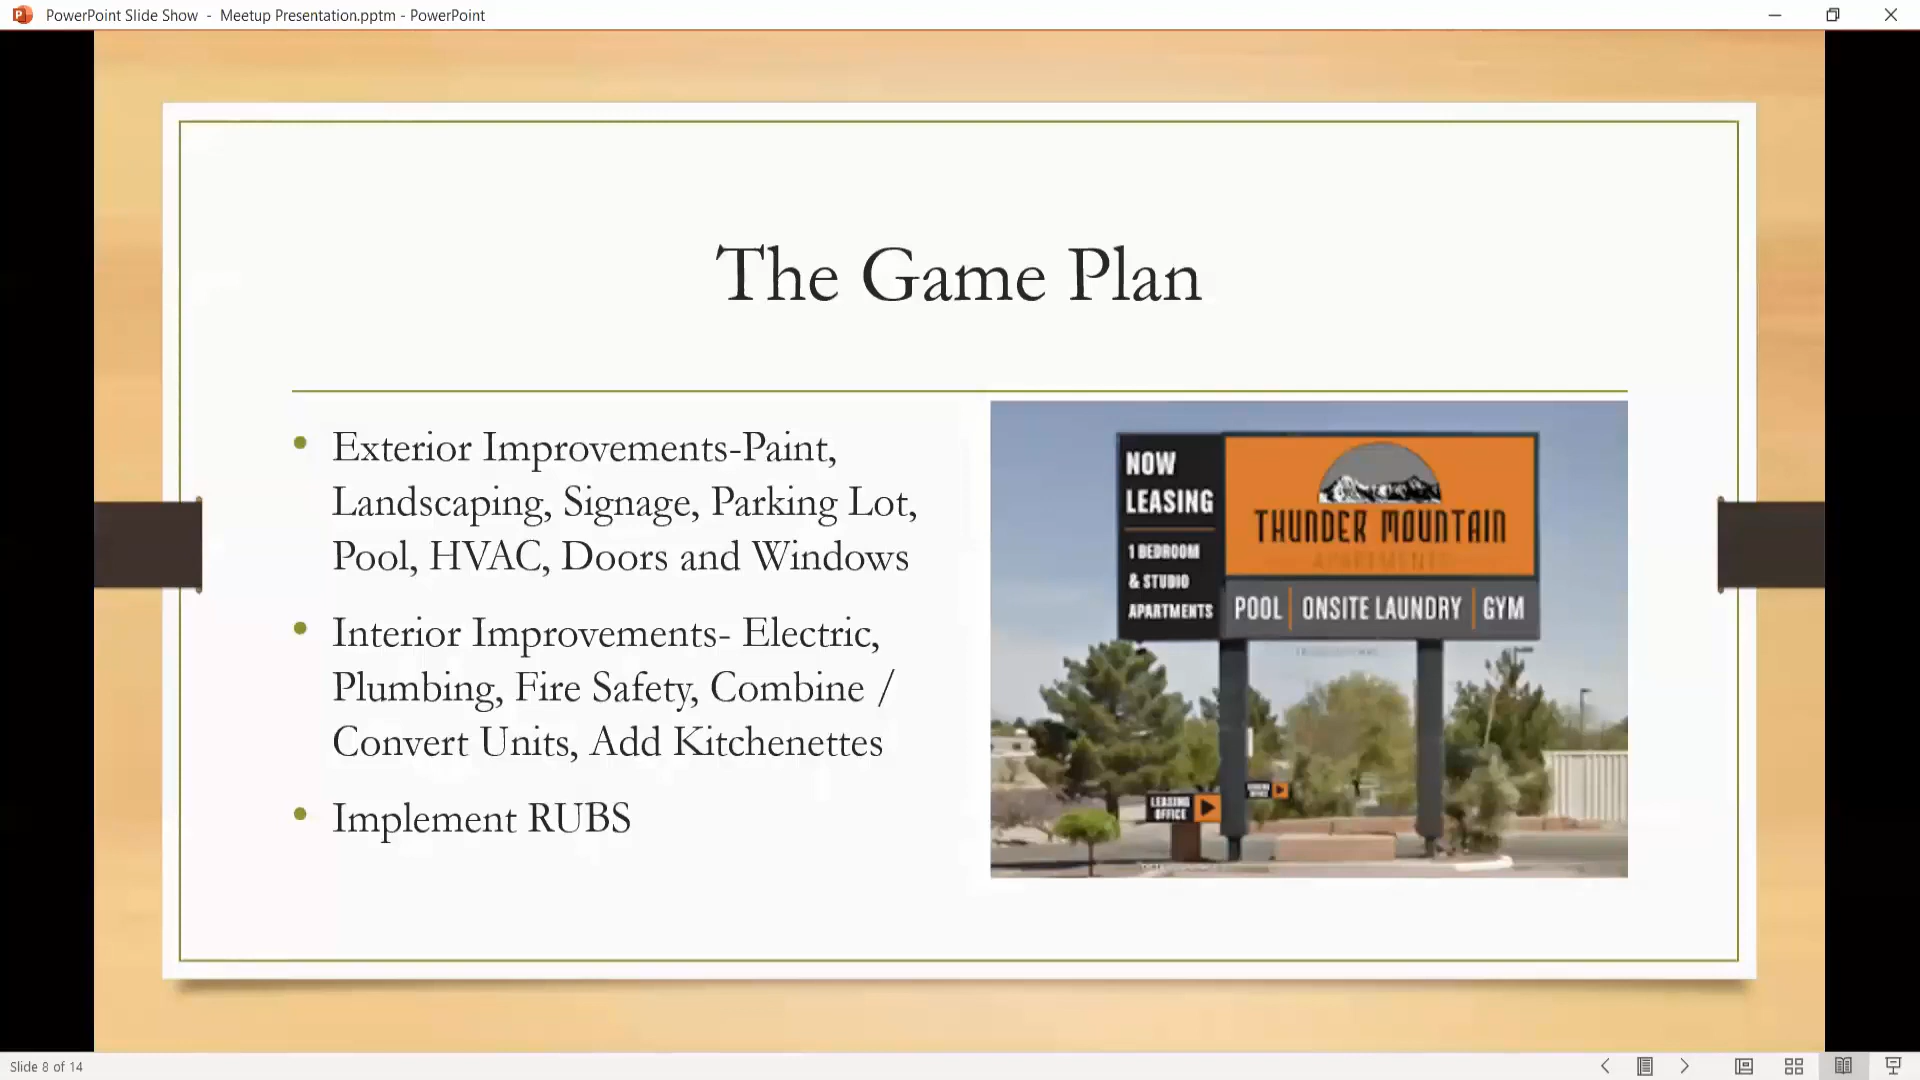 PowerPoint Slide Show - Meetup Presentation.pptm - PowerPoint
The Game Plan
Exterior Improvements-Paint,
Landscaping, Signage, Parking Lot,
Pool, HVAC, Doors and Windows
Interior Improvements- Electric,
Plumbing, Fire Safety, Combine /
Convert Units, Add Kitchenettes
Implement RUBS
NOW
LEASING
1 BEDROOM
& STUDIO
APARTMENTS
THUNDER MOUNTAIN
APARTMENTS
POOL | ONSITE LAUNDRY | GYM
LEASING
OFFICE
Slide 8 of 14